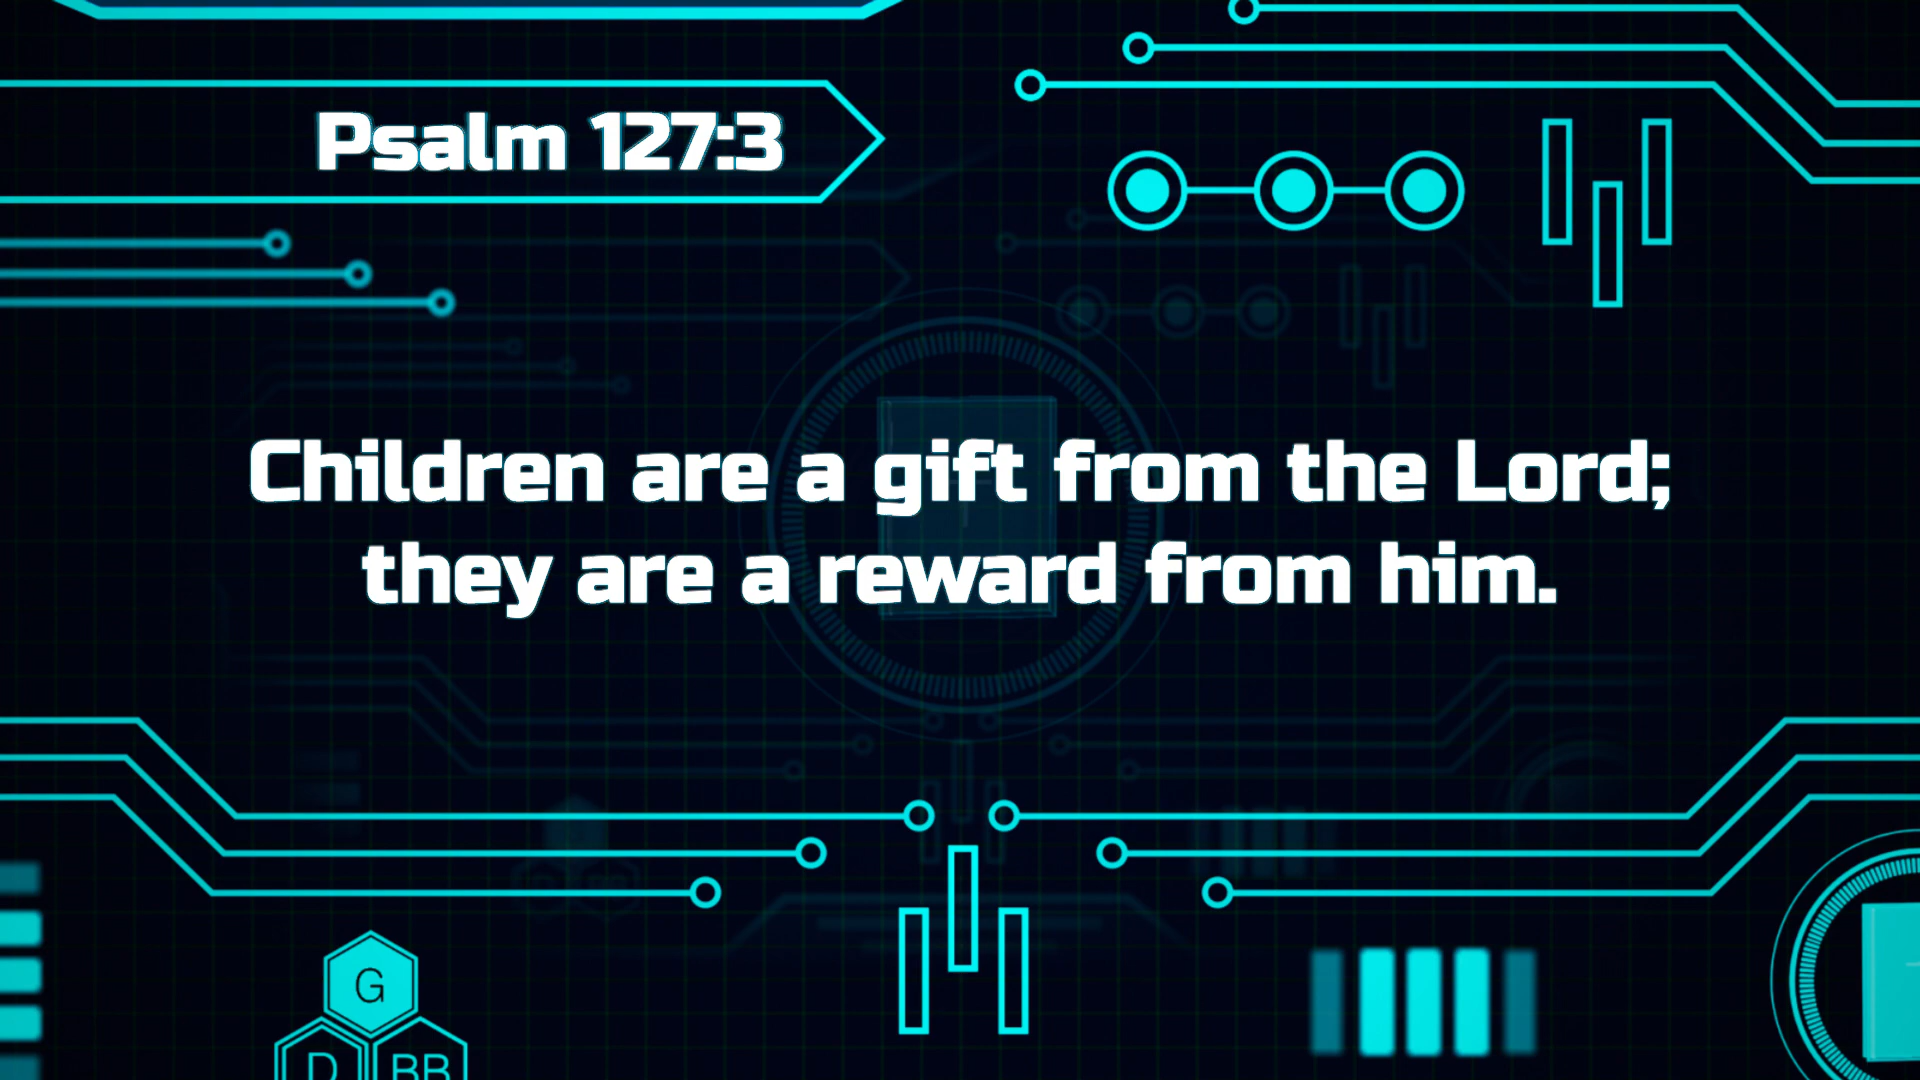 Psalm 127:3
Children are a gift from the Lord;
they are a reward from him.
G
D BB